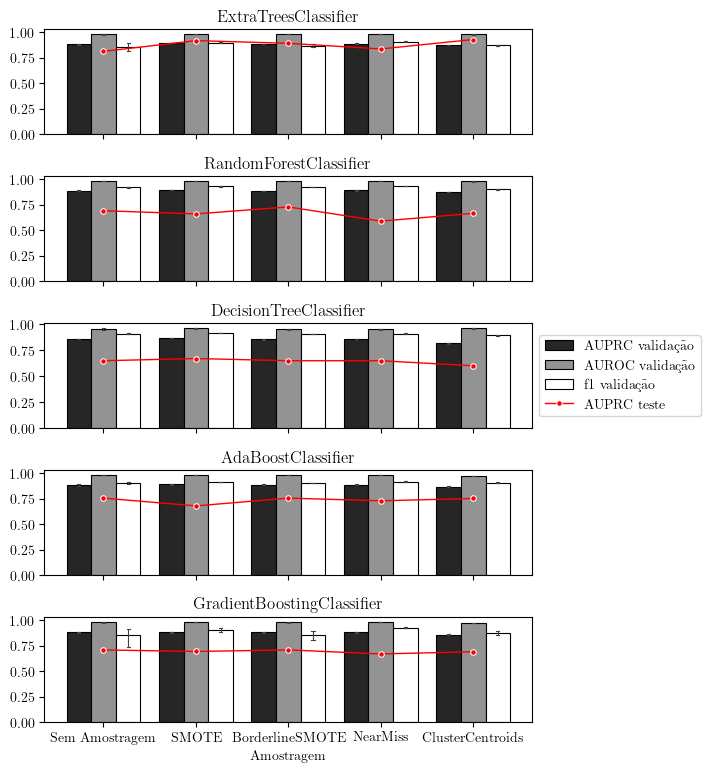 ExtraTreesClassifier
1.00
0.75
0.50
0.25
0.00
RandomForestClassifier
1.00
0.75
0.50
0.25
0.00
DecisionTreeClassifier
1.00
0.75
0.50
0.25
0.00
AUPRC validação
AUROC validação
f1 validação
AUPRC teste
AdaBoostClassifier
1.00
0.75
0.50
0.25
0.00
GradientBoostingClassifier
1.00
0.75
0.50
0.25
0.00
Sem Amostragem SMOTE BorderlineSMOTE NearMiss ClusterCentroids
Amostragem